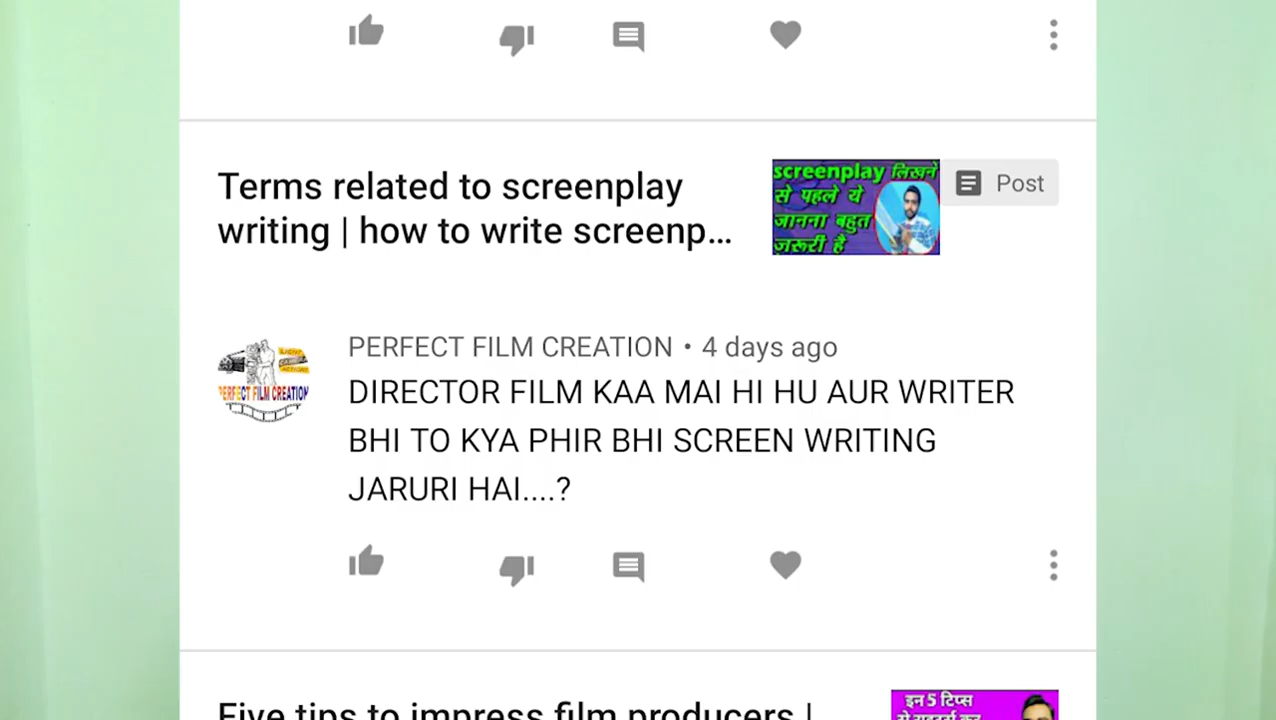 Terms related to screenplay
writing | how to write screenp...
screenplay लिखने
से पहले ये
जानना बहुत
ज़रूरी है
Post
PERFECT FILM CREATION • 4 days ago
PERFECT FILM CREATION
DIRECTOR FILM KAA MAI HI HU AUR WRITER
BHI TO KYA PHIR BHI SCREEN WRITING
JARURI HAI....?
Five tips to impress film producers |
इन 5 टिप्स